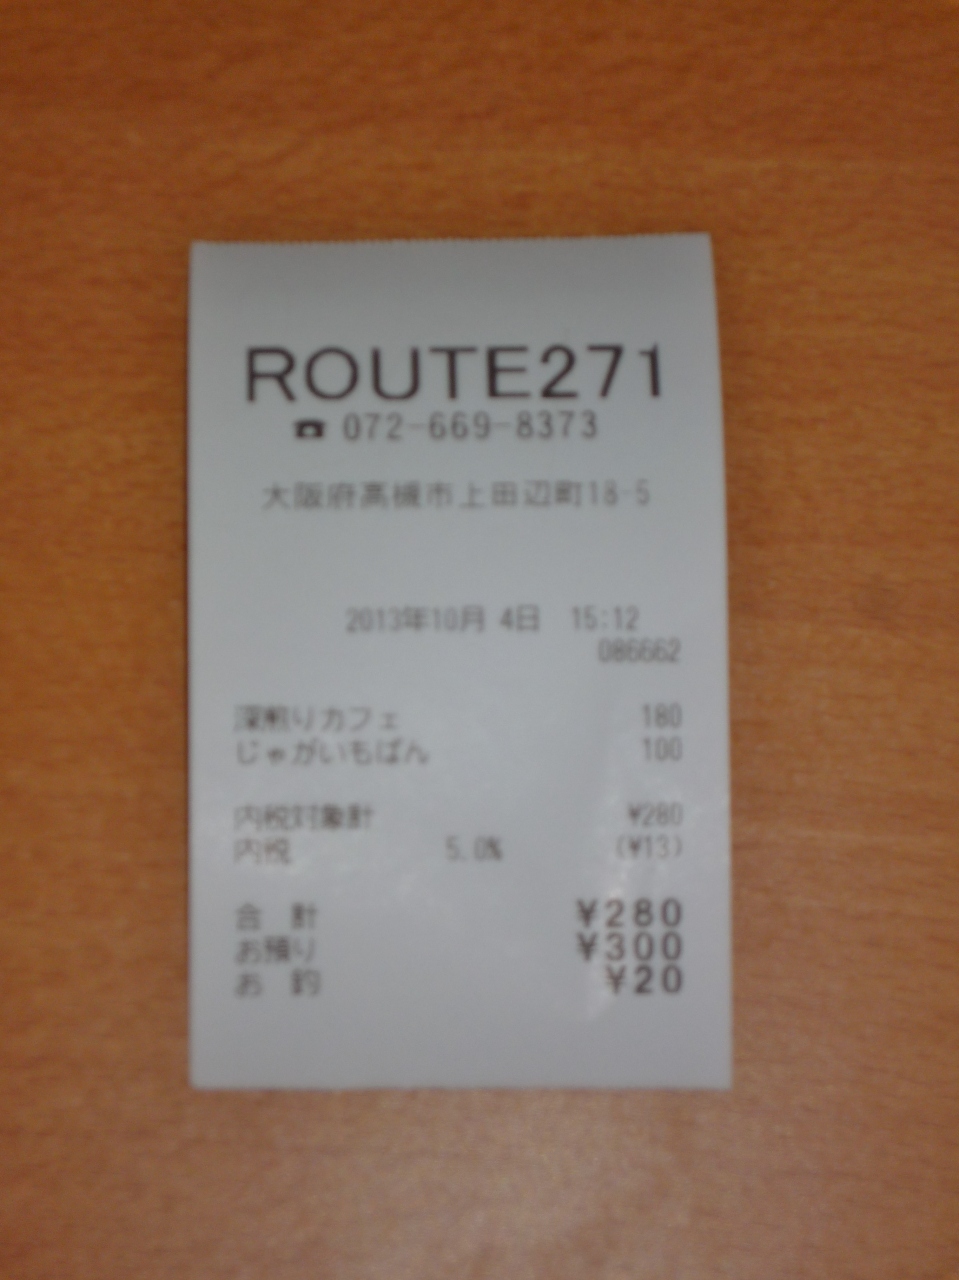 ROUTE271
☎ 072-669-8373
大阪府高槻市上田辺町18-5
2013年10月 4日 15:12
086662
深煎りカフェ 180
じゃがいもぱん 100
内税対象計 ¥280
内税 5.0% (¥13)
合 計 ¥280
お預り ¥300
お 釣 ¥20